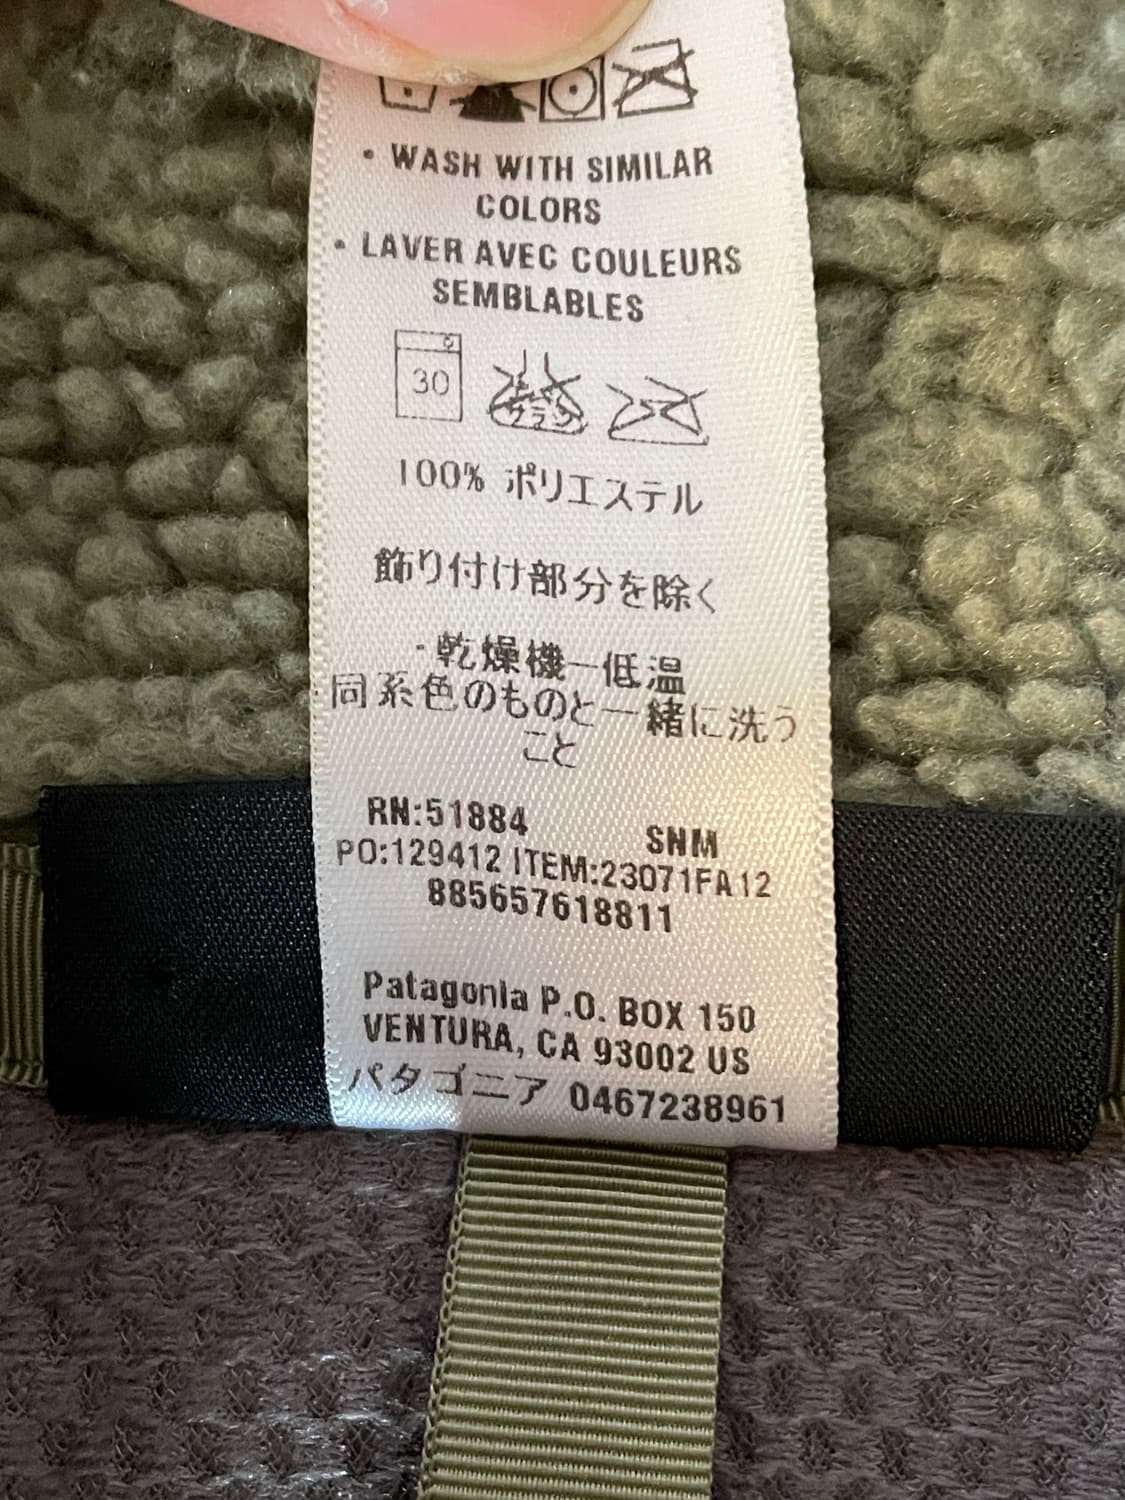 • WASH WITH SIMILAR
COLORS
• LAVER AVEC COULEURS
SEMBLABLES
30
100% ポリエステル
飾り付け部分を除く
・乾燥機ー低温
同系色のものと一緒に洗う
こと
RN:51884 SNM
PO:129412 ITEM:23071FA12
885657618811
Patagonia P.O. BOX 150
VENTURA, CA 93002 US
パタゴニア 0467238961